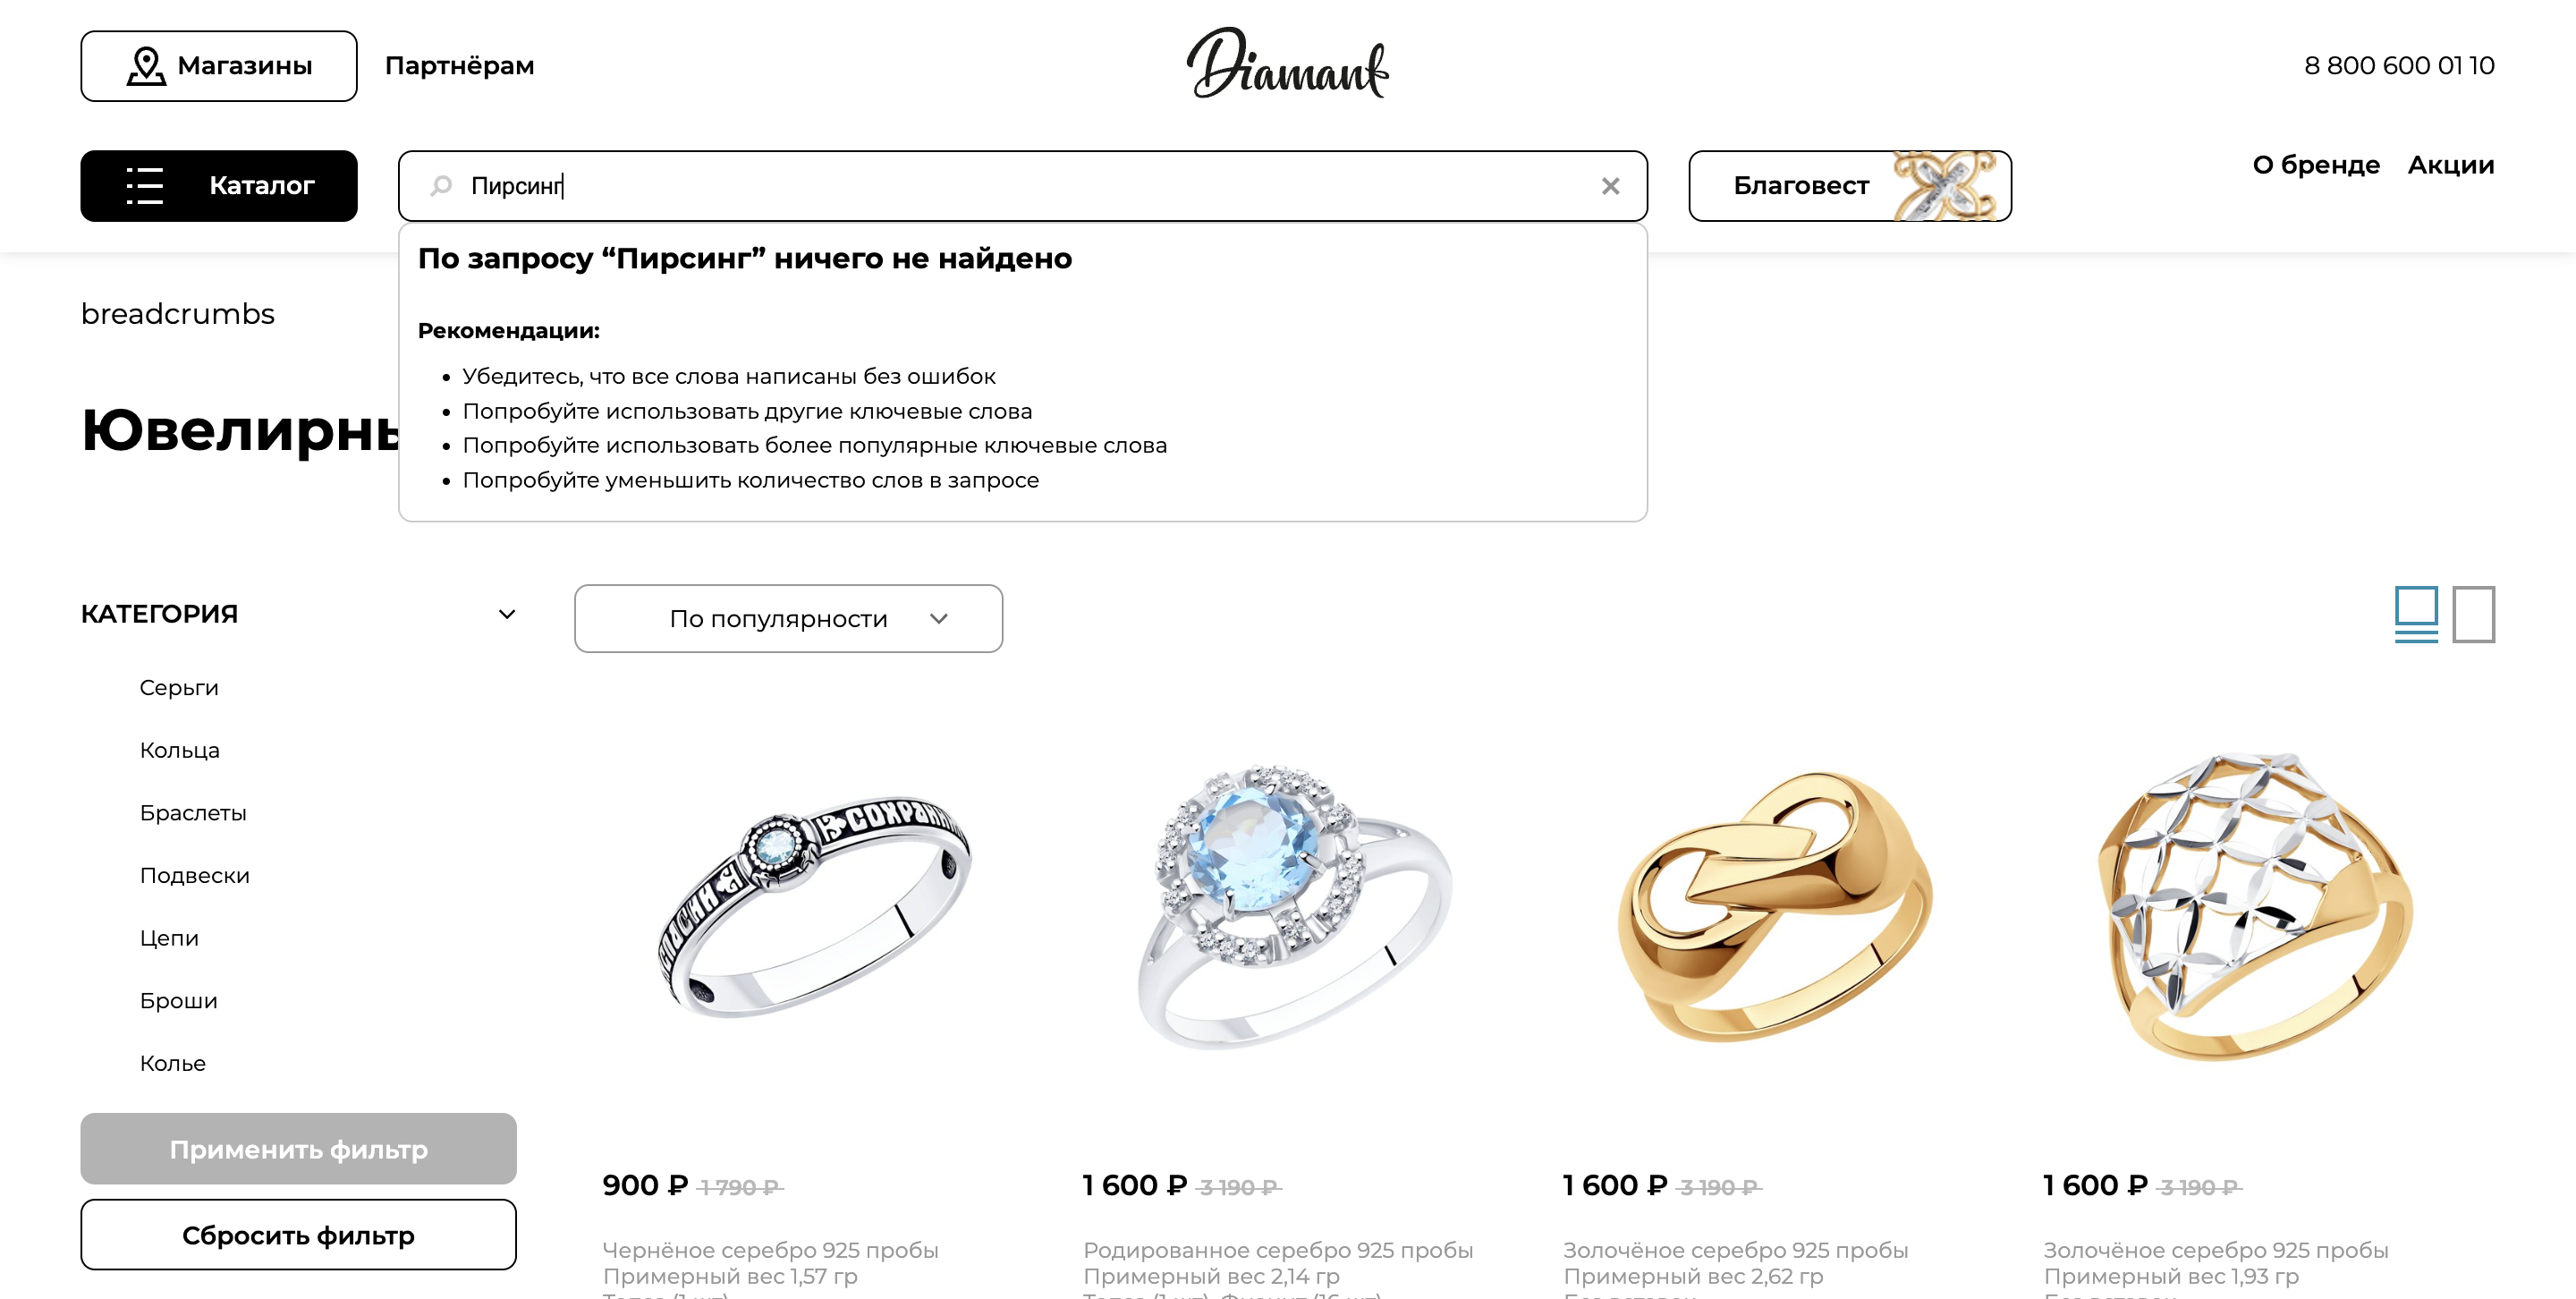 Магазины
Партнёрам
Diamant
8 800 600 01 10
Каталог
Пирсинг
Благовест
О бренде
Акции
По запросу “Пирсинг” ничего не найдено
breadcrumbs
Рекомендации:
Убедитесь, что все слова написаны без ошибок
Попробуйте использовать другие ключевые слова
Попробуйте использовать более популярные ключевые слова
Попробуйте уменьшить количество слов в запросе
КАТЕГОРИЯ
По популярности
Серьги
Кольца
Браслеты
Подвески
Цепи
Броши
Колье
Применить фильтр
Сбросить фильтр
900 ₽ 1 790 ₽
Чернёное серебро 925 пробы
Примерный вес 1,57 гр
1 600 ₽ 3 190 ₽
Родированное серебро 925 пробы
Примерный вес 2,14 гр
1 600 ₽ 3 190 ₽
Золочёное серебро 925 пробы
Примерный вес 2,62 гр
1 600 ₽ 3 190 ₽
Золочёное серебро 925 пробы
Примерный вес 1,93 гр